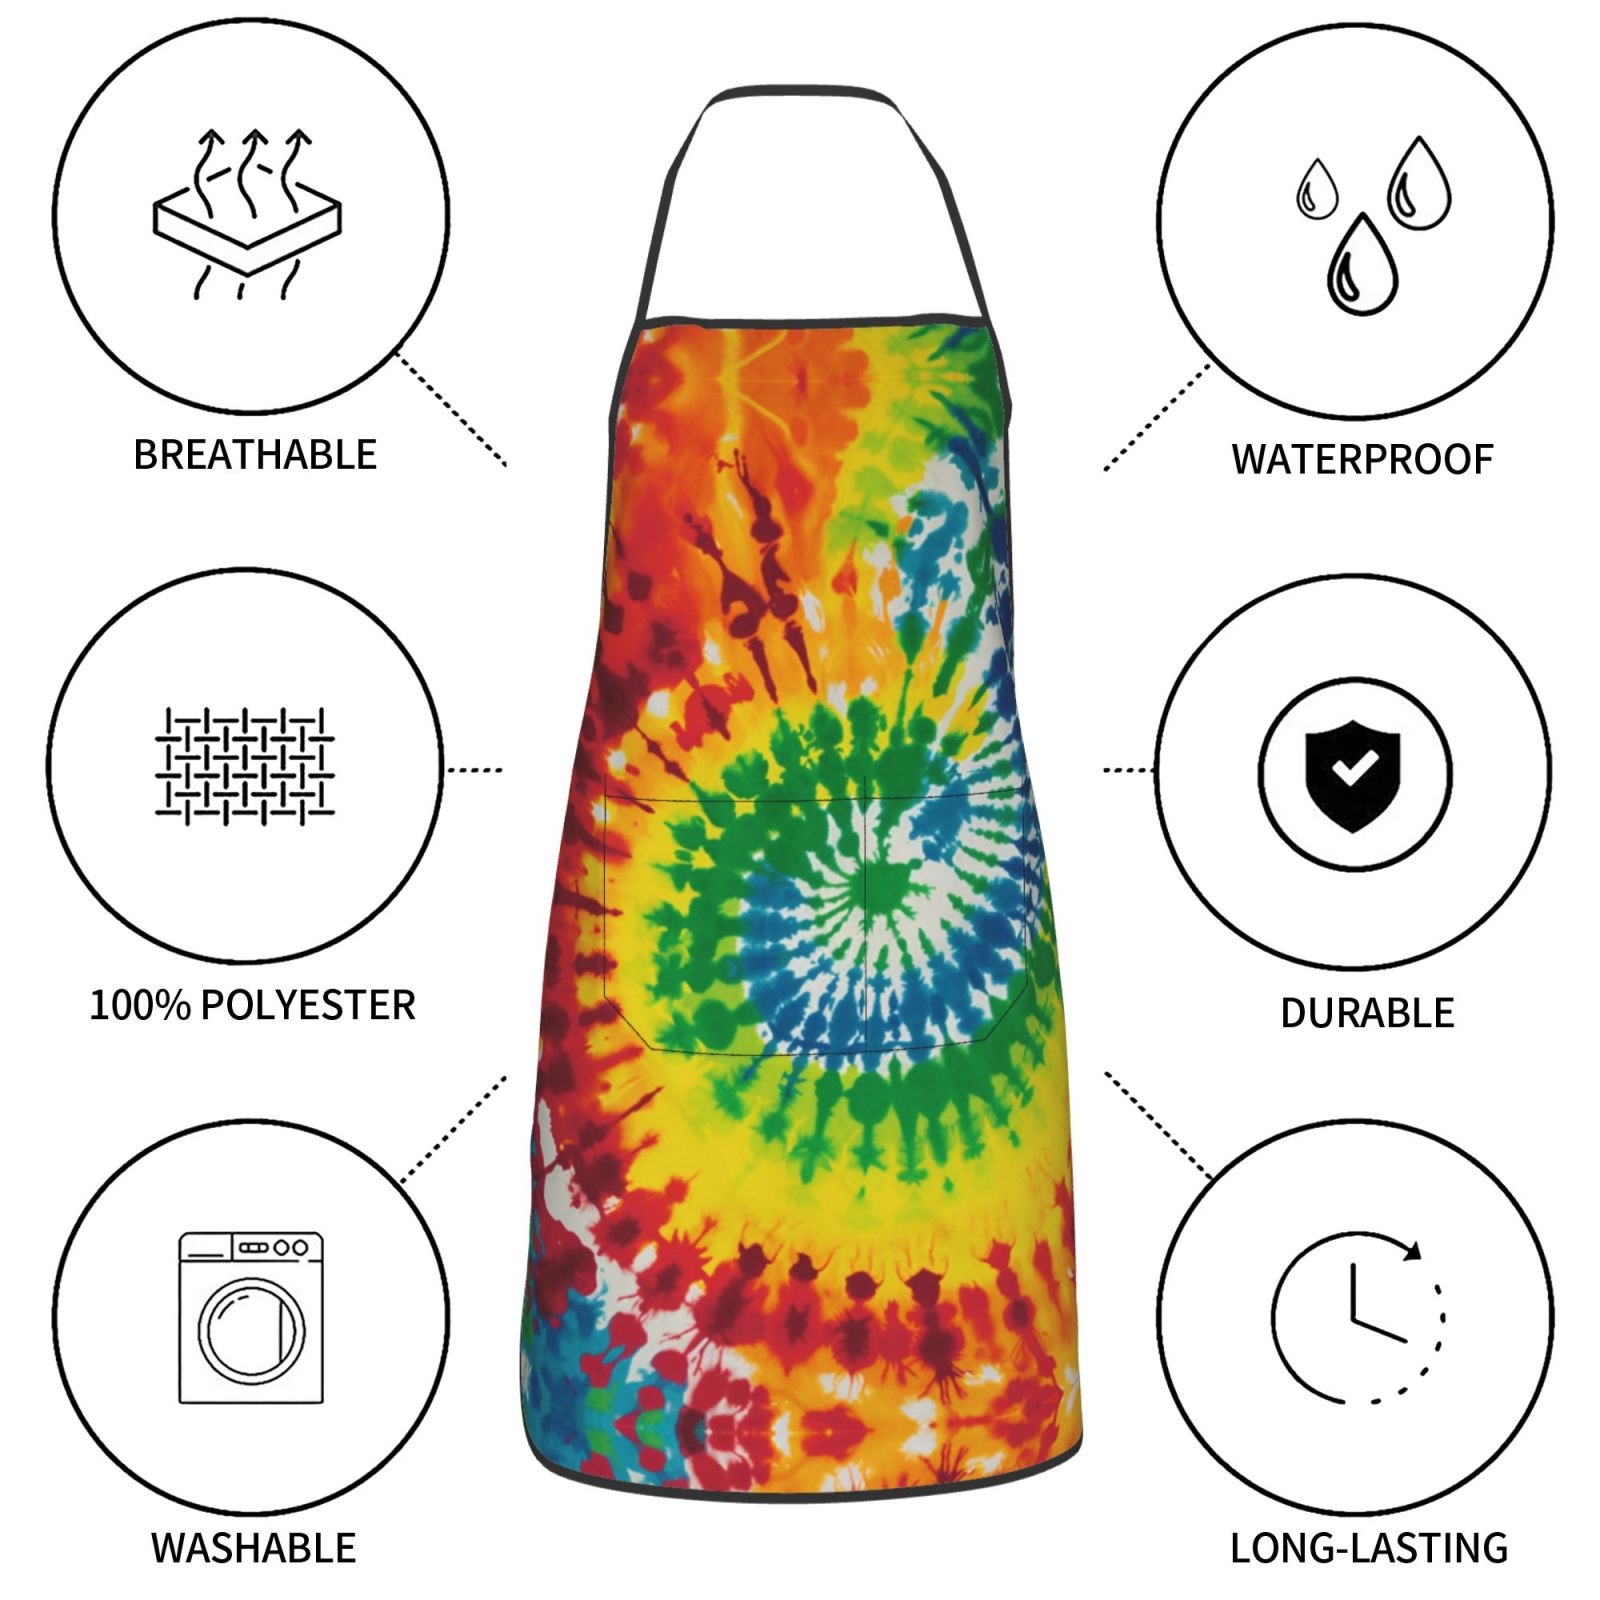 BREATHABLE
WATERPROOF
100% POLYESTER
DURABLE
WASHABLE
LONG-LASTING